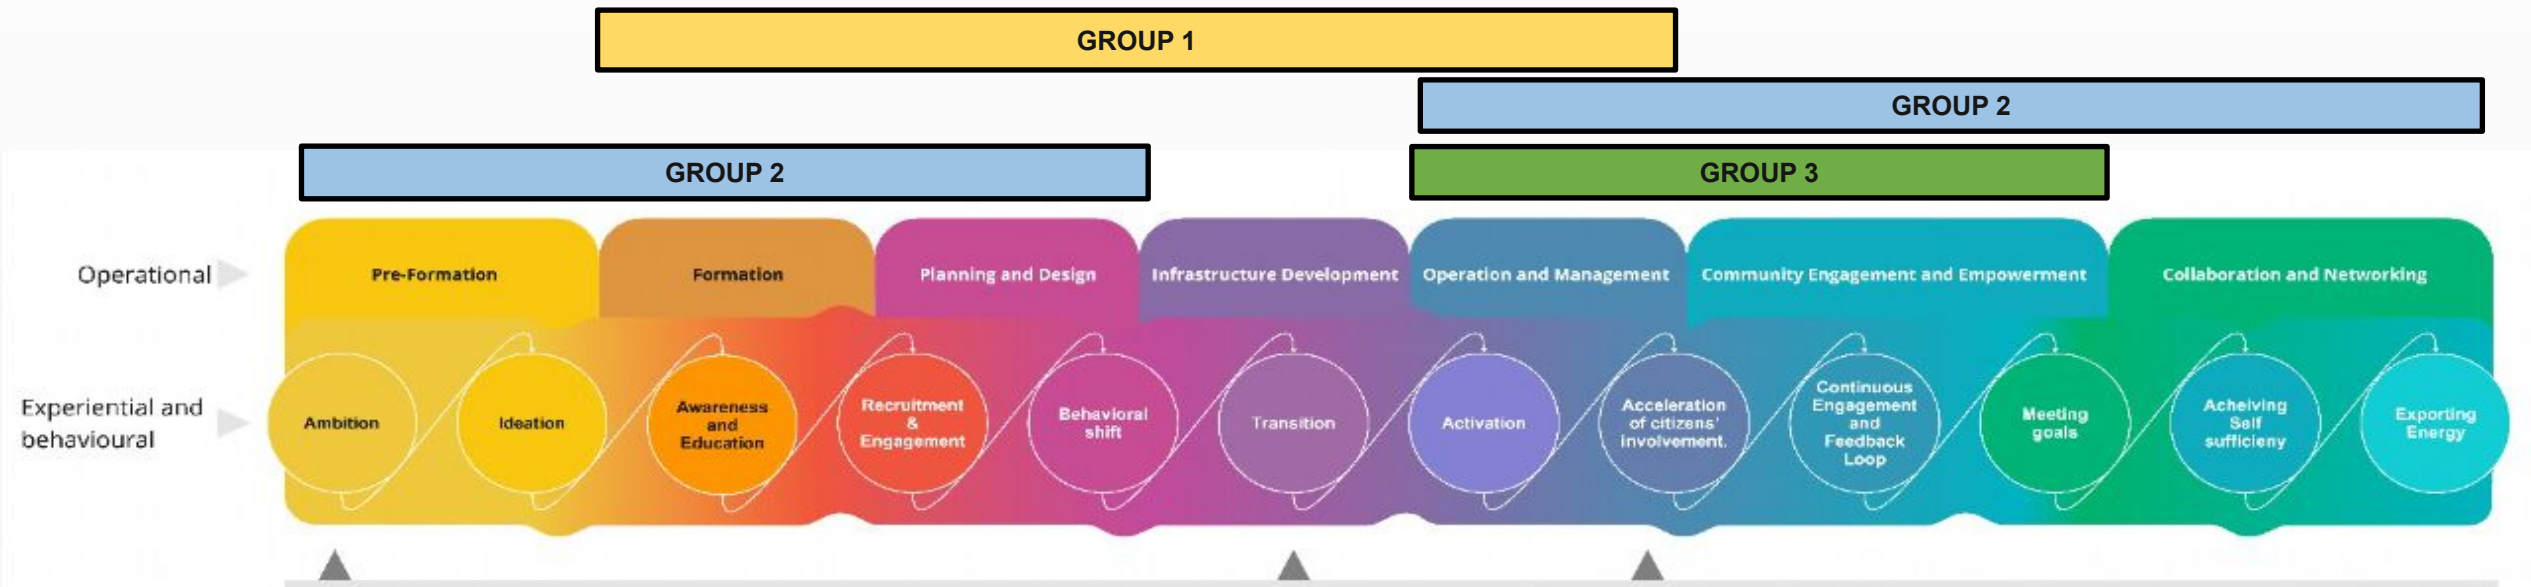 GROUP 1
GROUP 2
GROUP 2
GROUP 3
Operational
Pre-Formation
Formation
Planning and Design
Infrastructure Development
Operation and Management
Community Engagement and Empowerment
Collaboration and Networking
Experiential and
behavioural
Ambition
Ideation
Awareness
and
Education
Recruitment
&
Engagement
Behavioral
shift
Transition
Activation
Acceleration
of citizens'
involvement.
Continuous
Engagement
and
Feedback
Loop
Meeting
goals
Acheiving
Self
sufficieny
Exporting
Energy